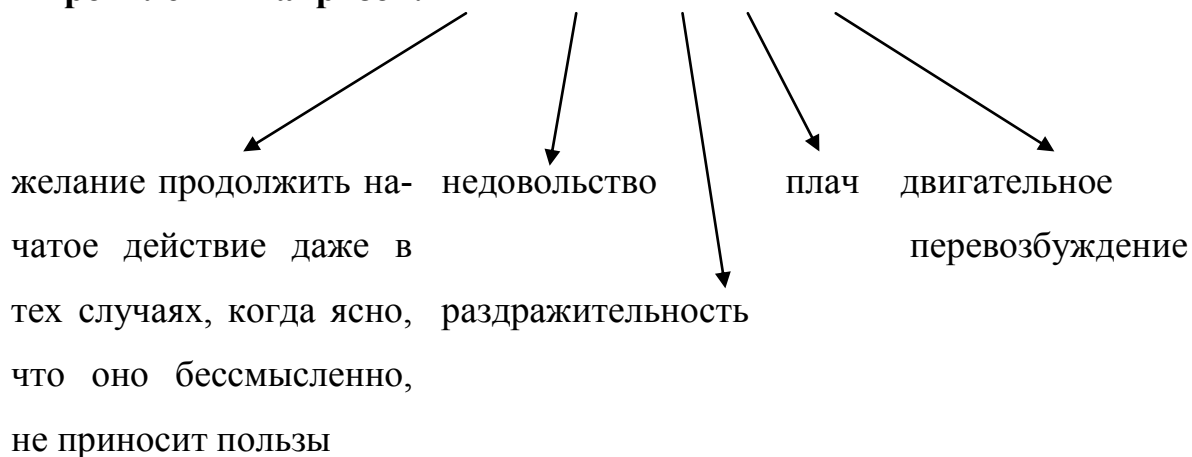 желание продолжить на-
чатое действие даже в
тех случаях, когда ясно,
что оно бессмысленно,
не приносит пользы
недовольство
раздражительность
плач
двигательное
перевозбуждение